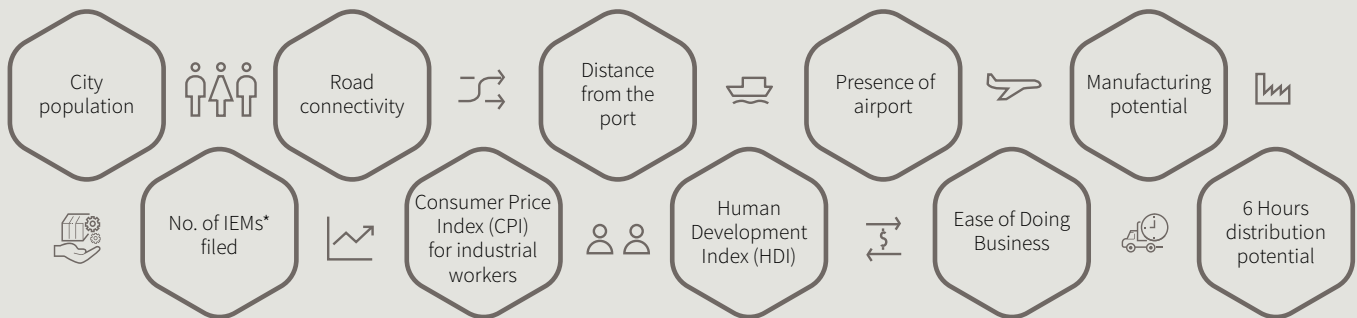 City
population
Road
connectivity
Distance
from the
port
Presence of
airport
Manufacturing
potential
No. of IEMs*
filed
Consumer Price
Index (CPI)
for industrial
workers
Human
Development
Index (HDI)
$
Ease of Doing
Business
6 Hours
distribution
potential